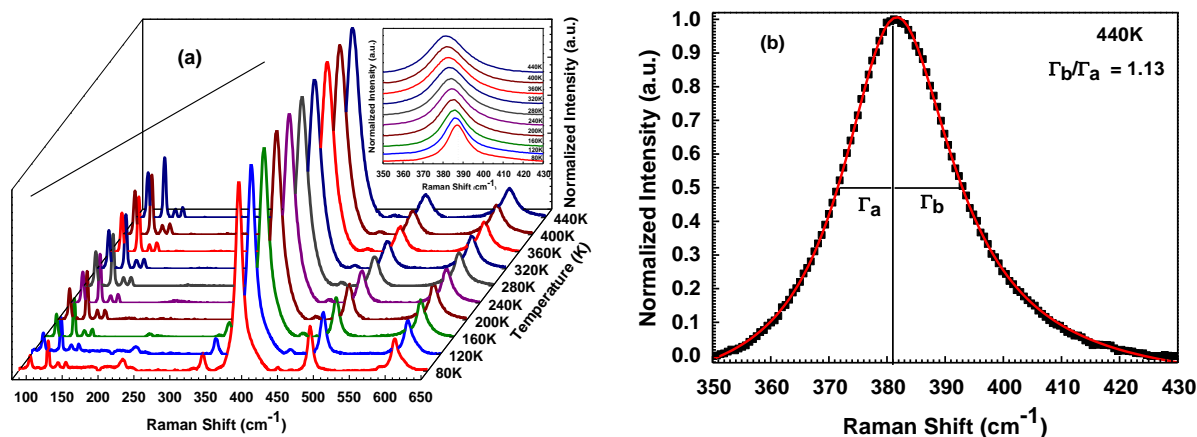 (a)
Normalized Intensity (a.u.)
440K
400K
360K
320K
280K
240K
200K
160K
120K
80K
350 360 370 380 390 400 410 420 430
Raman Shift (cm⁻¹)
Normalized Intensity (a.u.)
440K
400K
360K
320K
280K
240K
200K
160K
120K
80K
Temperature (K)
100 150 200 250 300 350 400 450 500 550 600 650
Raman Shift (cm⁻¹)
(b)
440K
Γb/Γa = 1.13
Γa Γb
Normalized Intensity (a.u.)
1.0
0.9
0.8
0.7
0.6
0.5
0.4
0.3
0.2
0.1
0.0
350 360 370 380 390 400 410 420 430
Raman Shift (cm⁻¹)